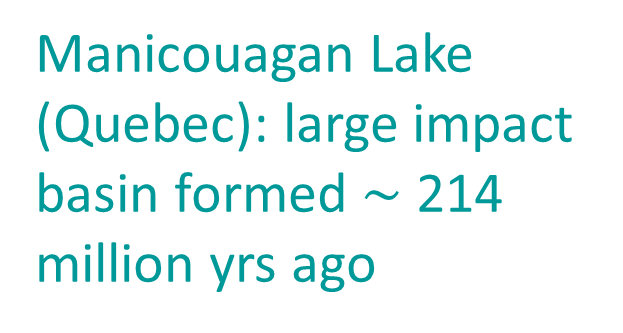 Manicouagan Lake
(Quebec): large impact
basin formed ~ 214
million yrs ago